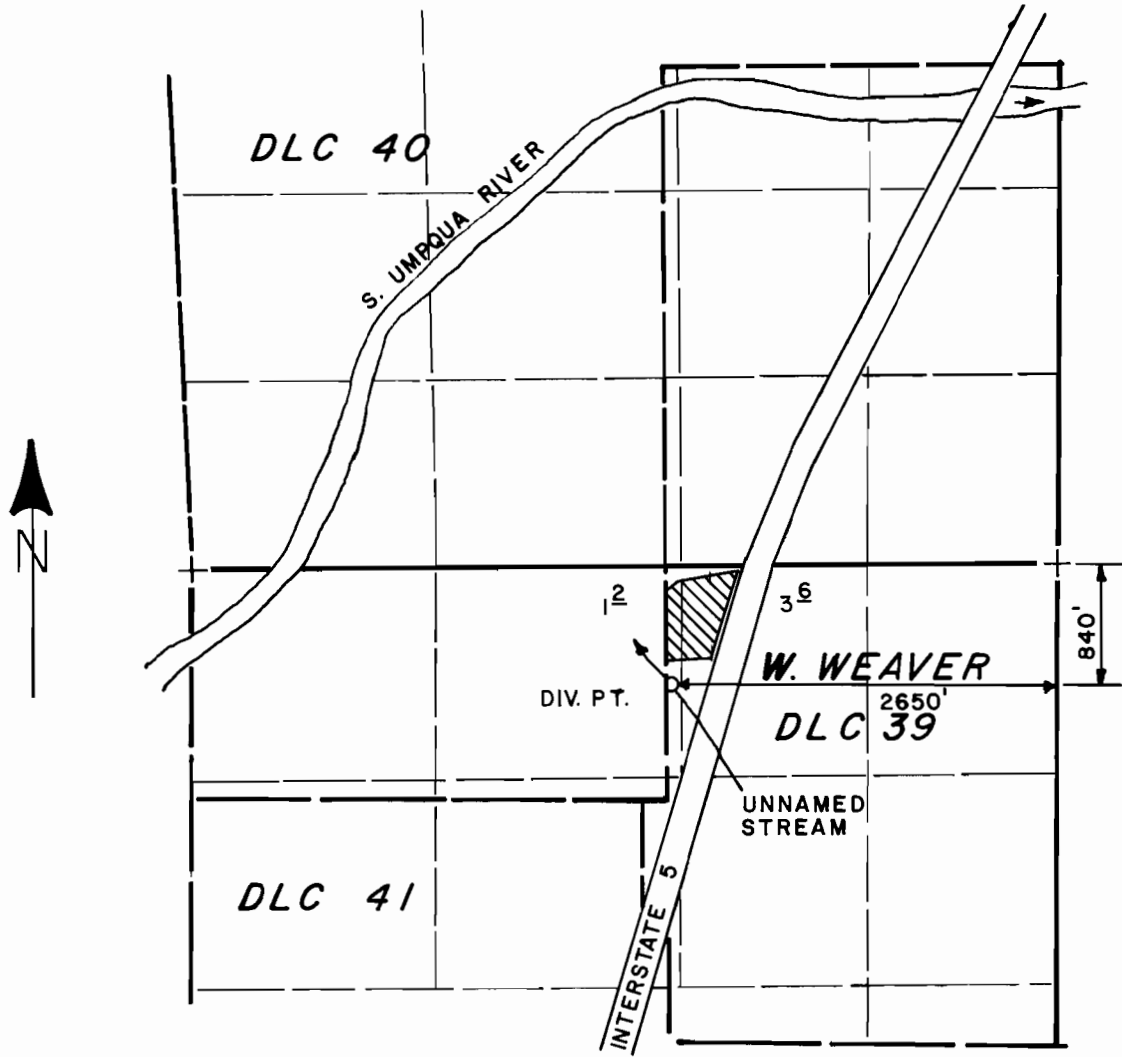 DLC 40
S. UMPQUA RIVER
N
1 2
3 6
840'
W. WEAVER
2650'
DIV. PT.
DLC 39
UNNAMED
STREAM
DLC 41
INTERSTATE 5